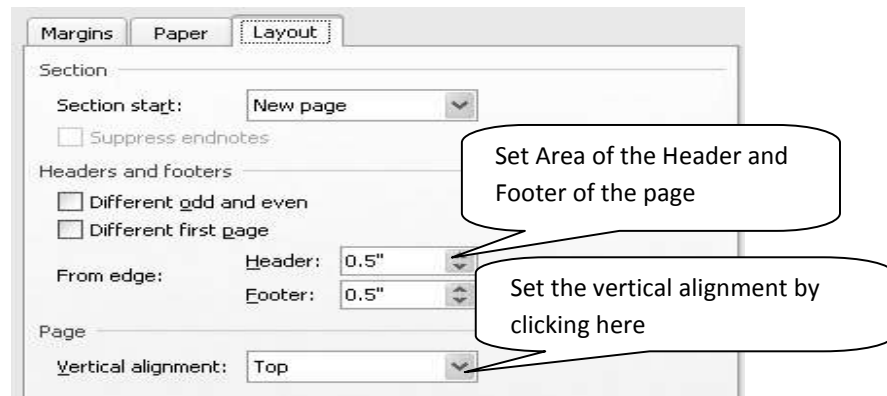 Margins Paper Layout
Section
Section start: New page
Suppress endnotes
Headers and footers
Different odd and even
Different first page
From edge:
Header: 0.5"
Footer: 0.5"
Page
Vertical alignment: Top
Set Area of the Header and
Footer of the page
Set the vertical alignment by
clicking here